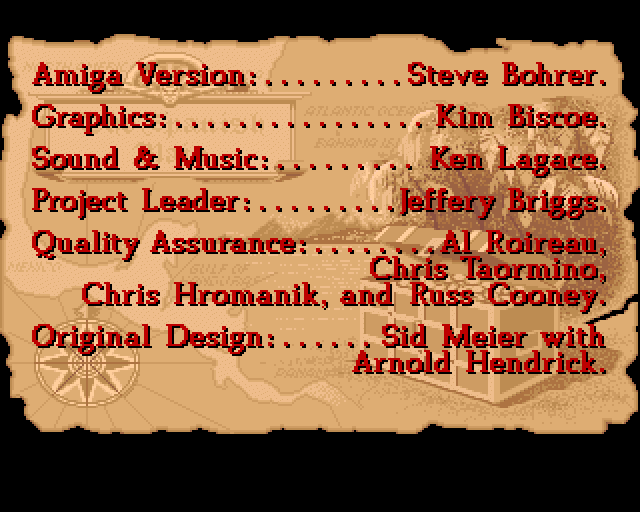 Amiga Version:.........Steve Bohrer.
Graphics:................ Kim Biscoe.
Sound & Music:......... Ken Lagace.
Project Leader:.........Jeffery Briggs.
Quality Assurance:........Al Roireau,
Chris Taormino,
Chris Hromanik, and Russ Cooney.
Original Design:...... Sid Meier with
Arnold Hendrick.